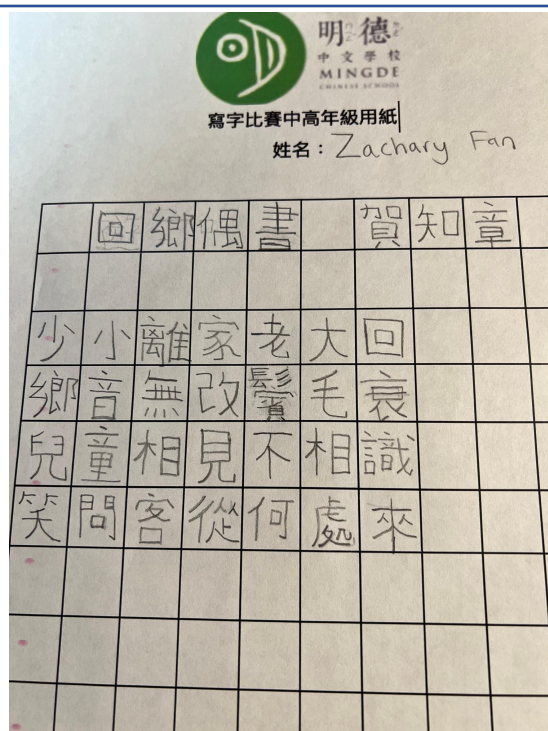 明德
中文學校
MINGDE
CHINESE SCHOOL
寫字比賽中高年級用紙
姓名：Zachary Fan
回鄉偶書 賀知章
少小離家老大回
鄉音無改鬢毛衰
兒童相見不相識
笑問客從何處來